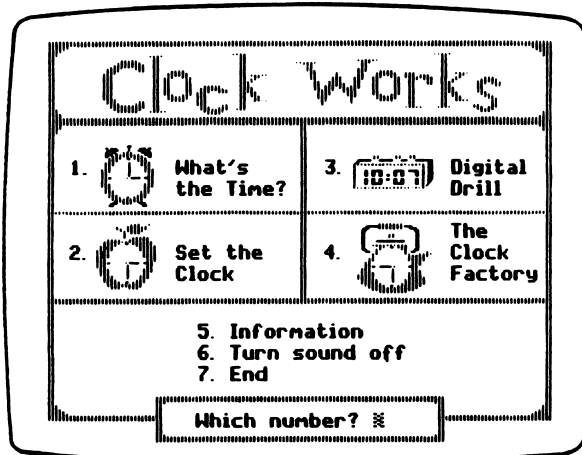 Clock Works
1. What's
the Time?
2. Set the
Clock
3. 10:07 Digital
Drill
4. The
Clock
Factory
5. Information
6. Turn sound off
7. End
Which number?